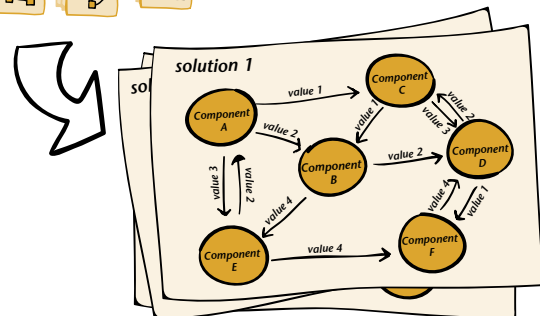 solution 1
sol
Component
A
value 1
Component
C
value 2
value 1
value 3
value 2
Component
B
value 2
Component
D
value 3
value 2
value 4
value 4
value 1
Component
E
value 4
Component
F